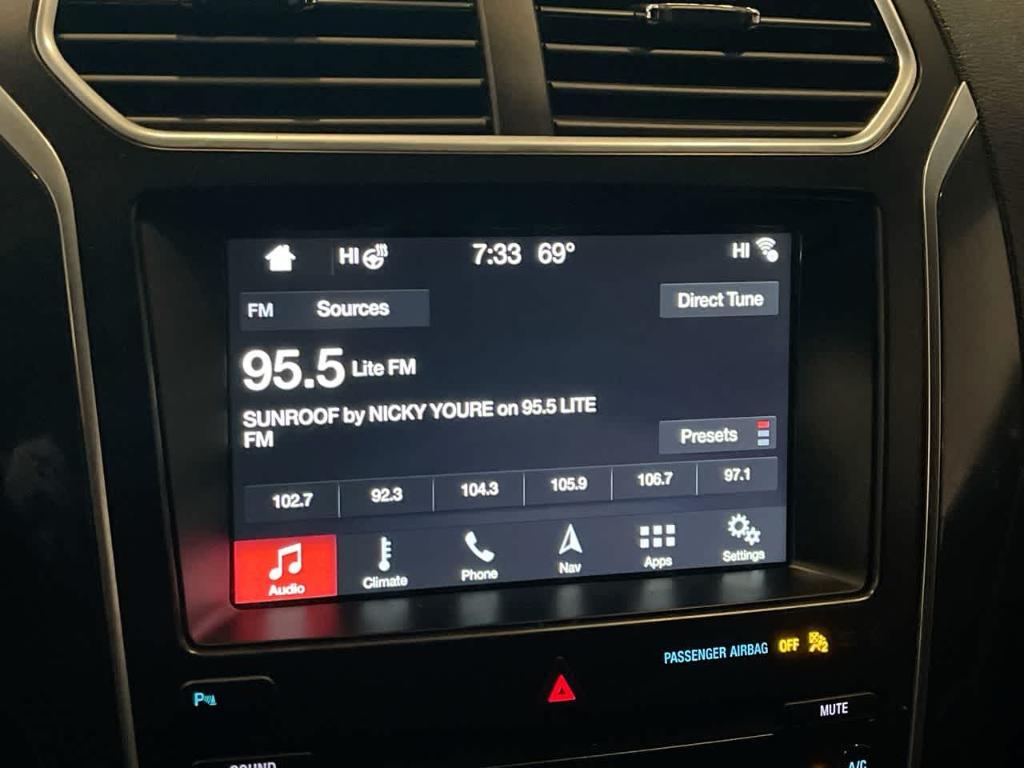 HI 7:33 69° HI
FM Sources Direct Tune
95.5 Lite FM
SUNROOF by NICKY YOURE on 95.5 LITE
FM
Presets
102.7 92.3 104.3 105.9 106.7 97.1
Audio Climate Phone Nav Apps Settings
PASSENGER AIRBAG OFF 2
P
MUTE
SOUND
A/C